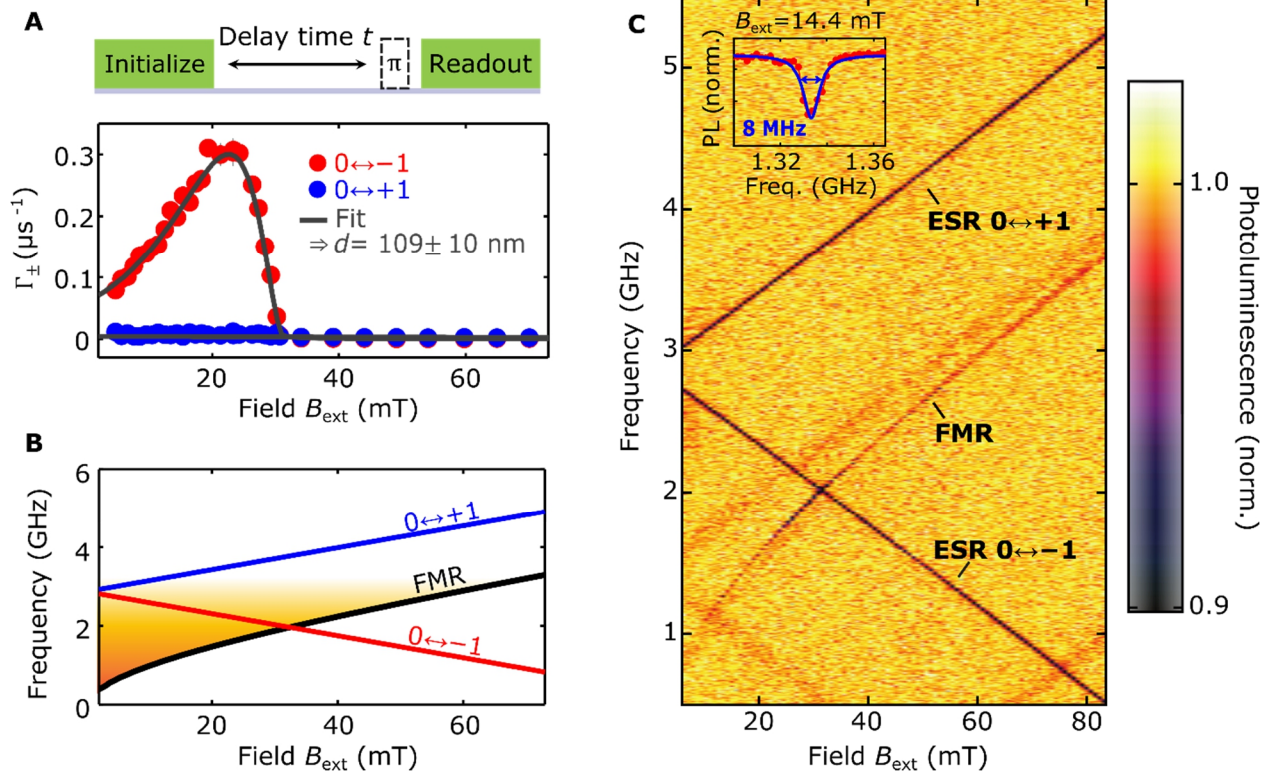 A
Initialize
Delay time t
π
Readout
Γ± (μs⁻¹)
0.3
0.2
0.1
0
0↔−1
0↔+1
Fit
⇒ d= 109± 10 nm
20
40
60
Field Bext (mT)
B
Frequency (GHz)
6
4
2
0
0↔+1
FMR
0↔−1
20
40
60
Field Bext (mT)
C
Bext=14.4 mT
PL (norm.)
8 MHz
1.32
1.36
Freq. (GHz)
Frequency (GHz)
5
4
3
2
1
ESR 0↔+1
FMR
ESR 0↔−1
20
40
60
80
Field Bext (mT)
1.0
0.9
Photoluminescence (norm.)